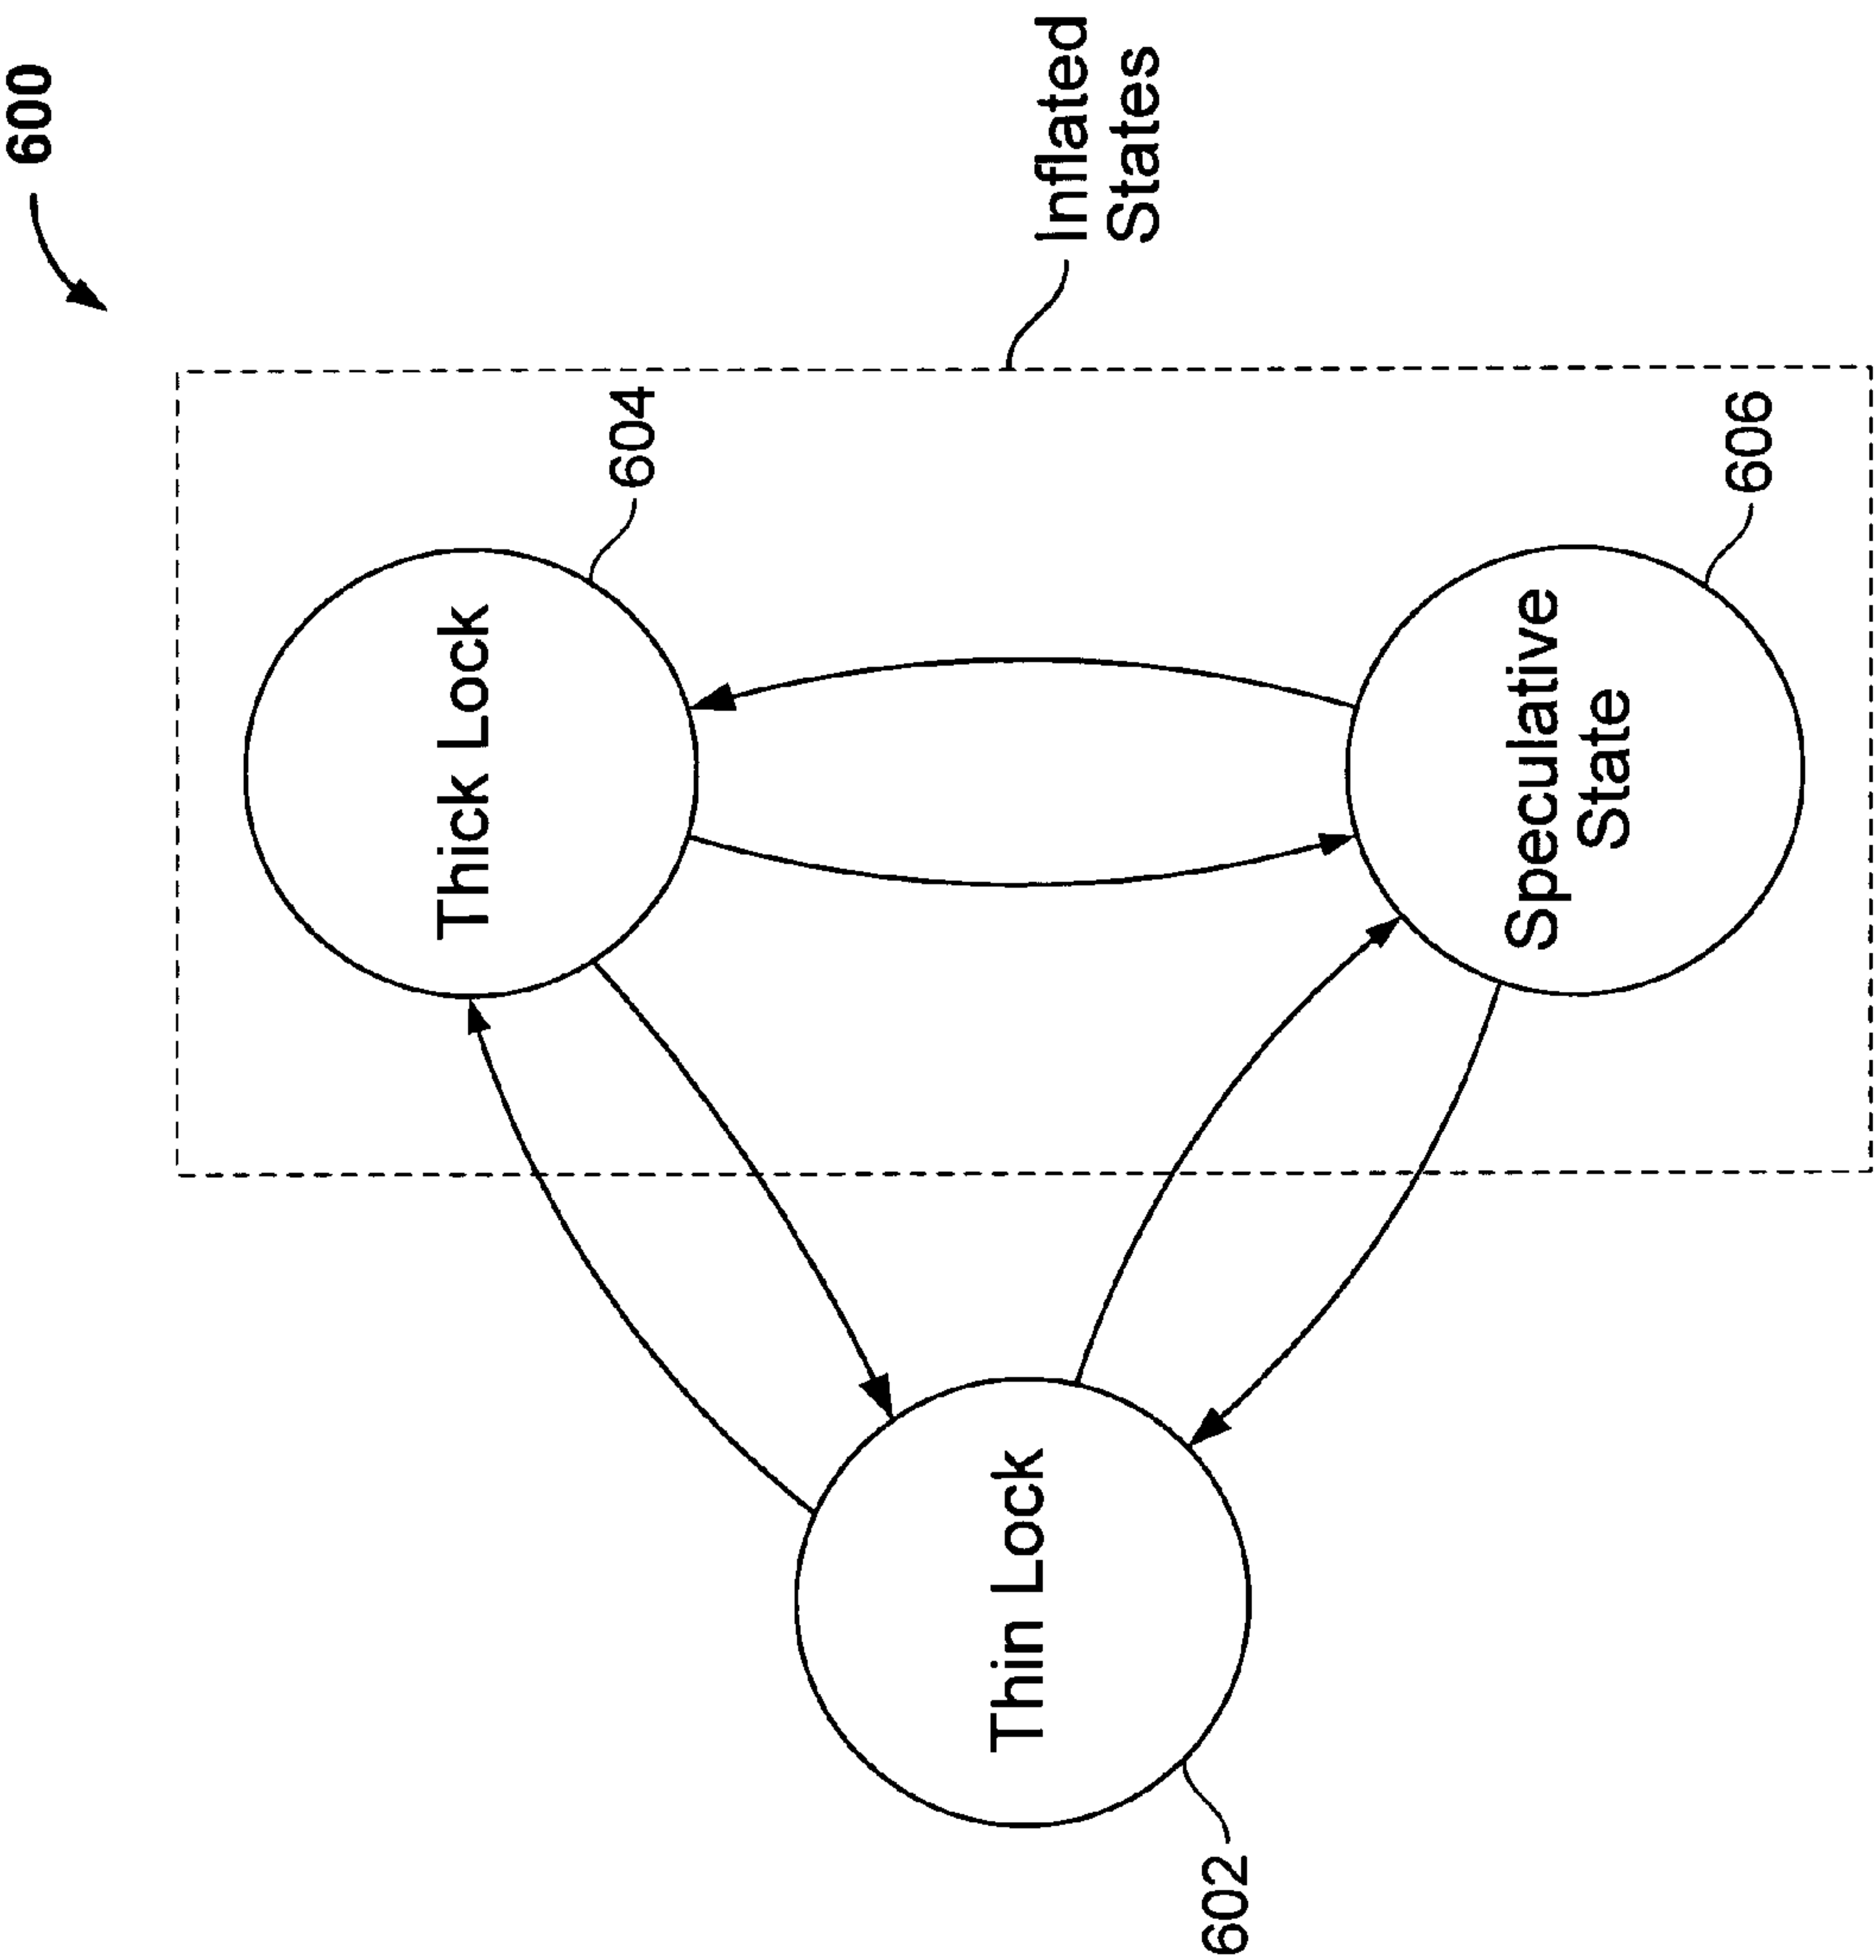 600
Inflated
States
604
Thick Lock
606
Speculative
State
Thin Lock
602